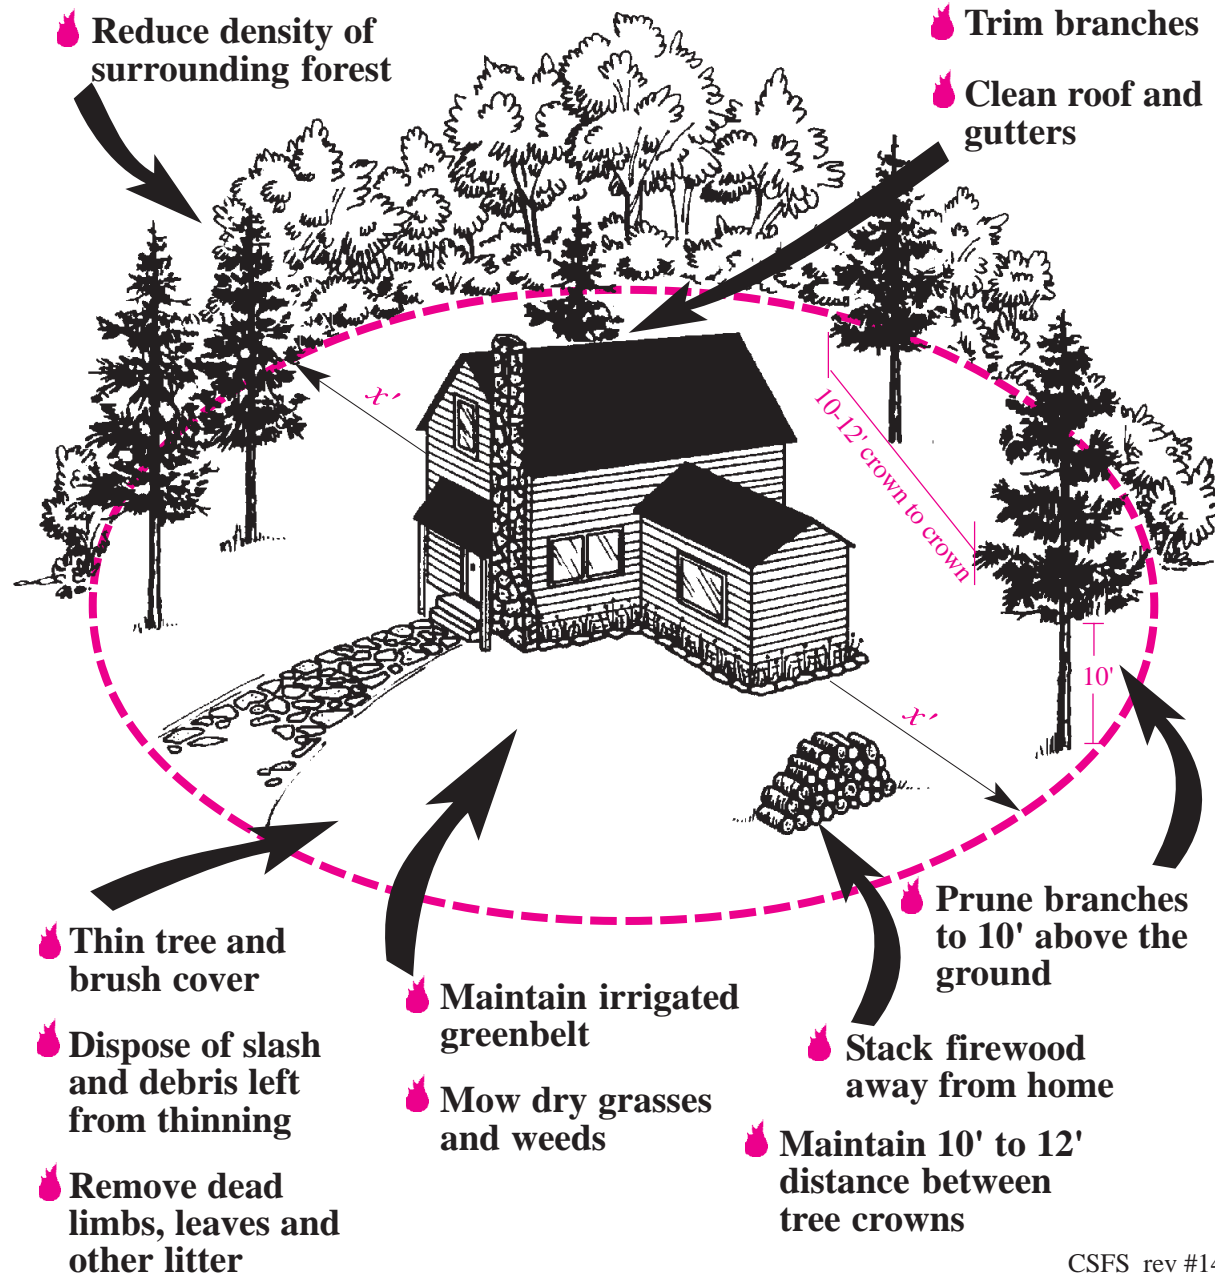 Reduce density of
surrounding forest
Trim branches
Clean roof and
gutters
x'
10-12' crown to crown
10'
x'
Thin tree and
brush cover
Dispose of slash
and debris left
from thinning
Remove dead
limbs, leaves and
other litter
Maintain irrigated
greenbelt
Mow dry grasses
and weeds
Prune branches
to 10' above the
ground
Stack firewood
away from home
Maintain 10' to 12'
distance between
tree crowns
CSFS rev #14